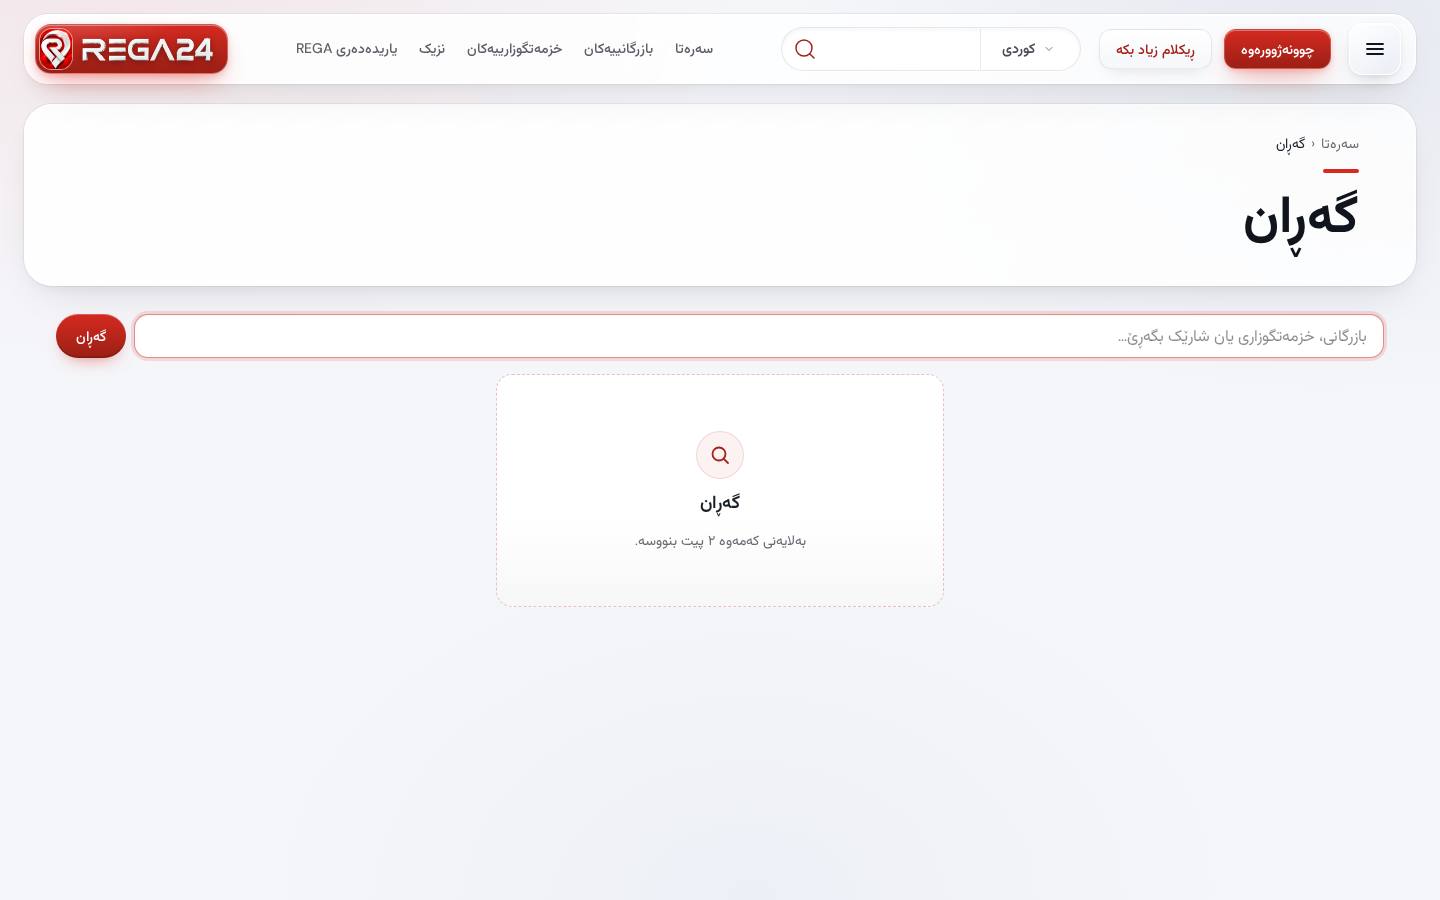 REGA24
سەرەتا
بازرگانییەکان
خزمەتگوزارییەکان
نزیک
یاریدەدەری REGA
کوردی
ڕیکلام زیاد بکە
چوونەژوورەوە
سەرەتا › گەڕان
گەڕان
بازرگانی، خزمەتگوزاری یان شارێک بگەڕێ...
گەڕان
گەڕان
بەلایەنی کەمەوە ٢ پیت بنووسە.